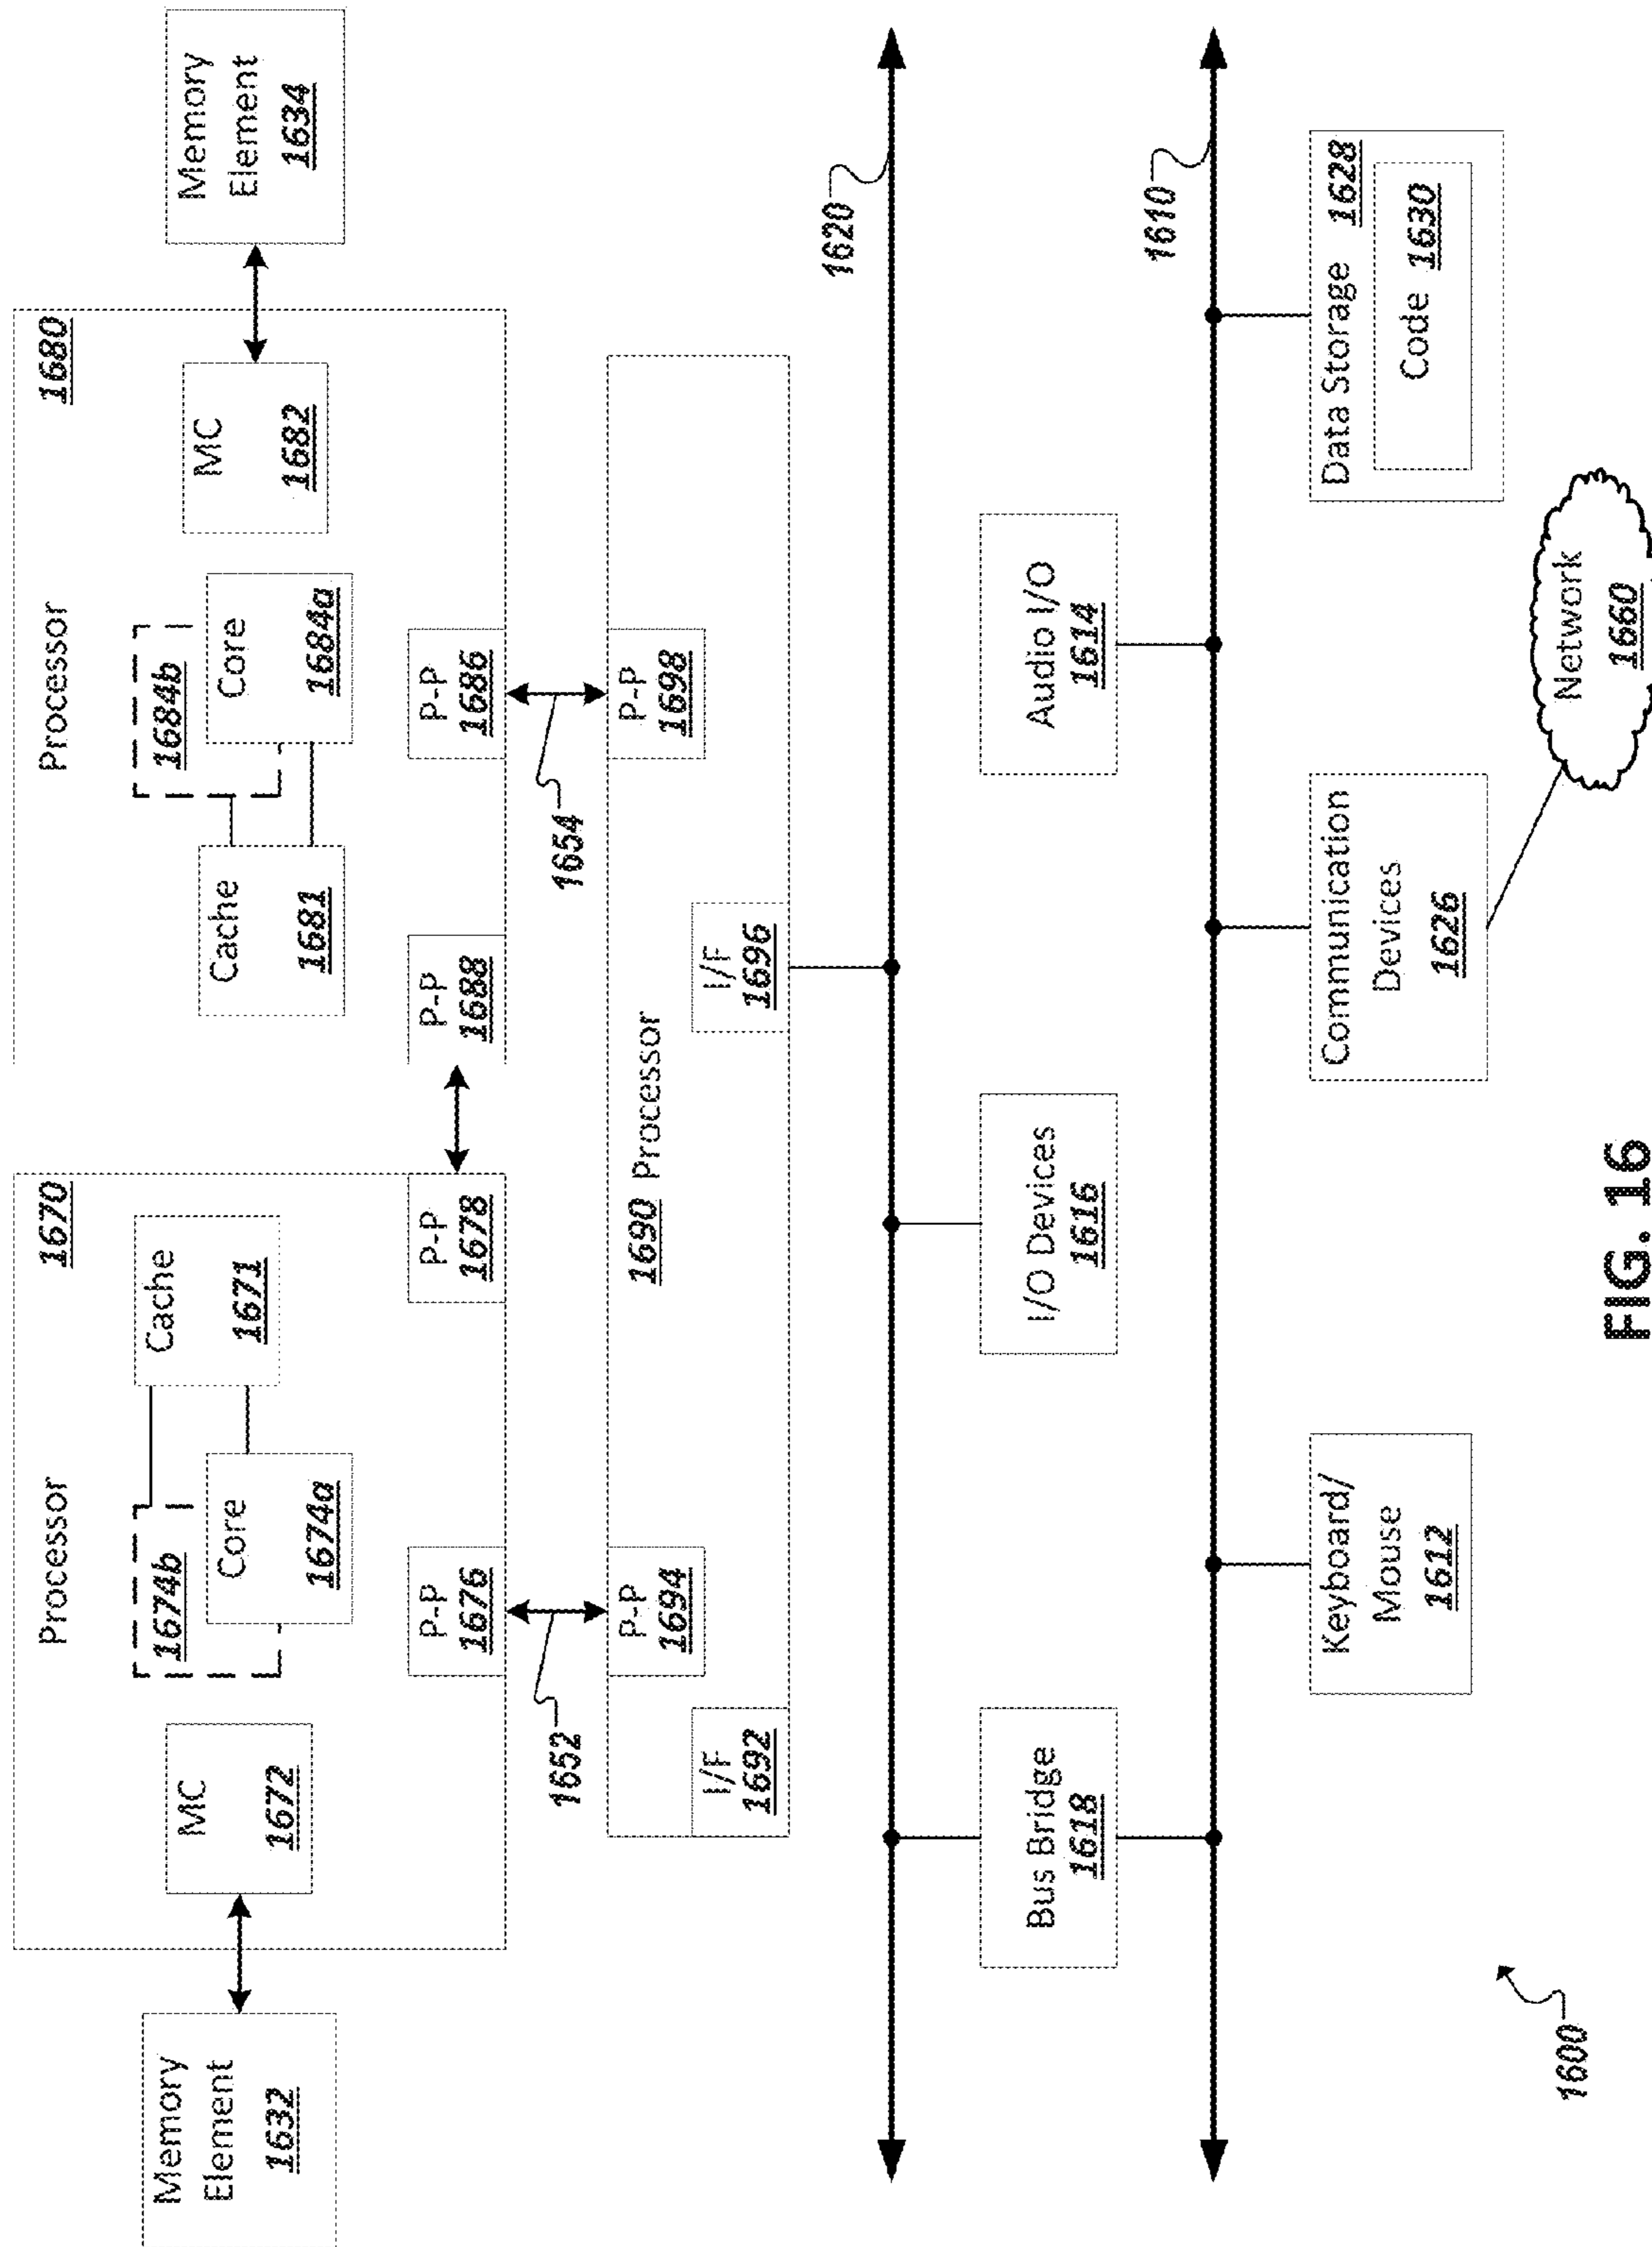 Processor
1670
Processor
1680
Memory
Element
1632
MC
1672
1674b
Core
1674a
Cache
1671
Cache
1681
1684b
Core
1684a
MC
1682
Memory
Element
1634
P-P
1676
P-P
1678
P-P
1688
P-P
1686
1652
1654
P-P
1694
1690 Processor
P-P
1698
I/F
1692
I/F
1696
1620
Bus Bridge
1618
I/O Devices
1616
Audio I/O
1614
1610
Keyboard/
Mouse
1612
Communication
Devices
1626
Data Storage 1628
Code 1630
Network
1660
1600
FIG. 16